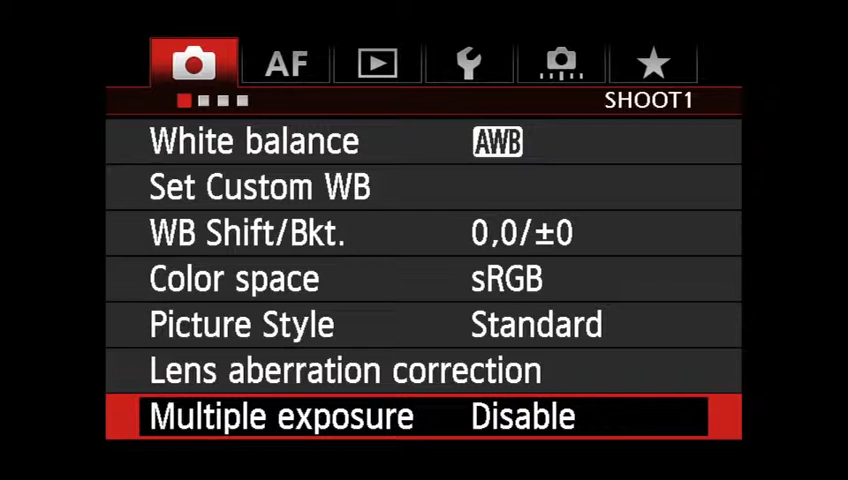 AF
SHOOT1
White balance AWB
Set Custom WB
WB Shift/Bkt. 0,0/±0
Color space sRGB
Picture Style Standard
Lens aberration correction
Multiple exposure Disable